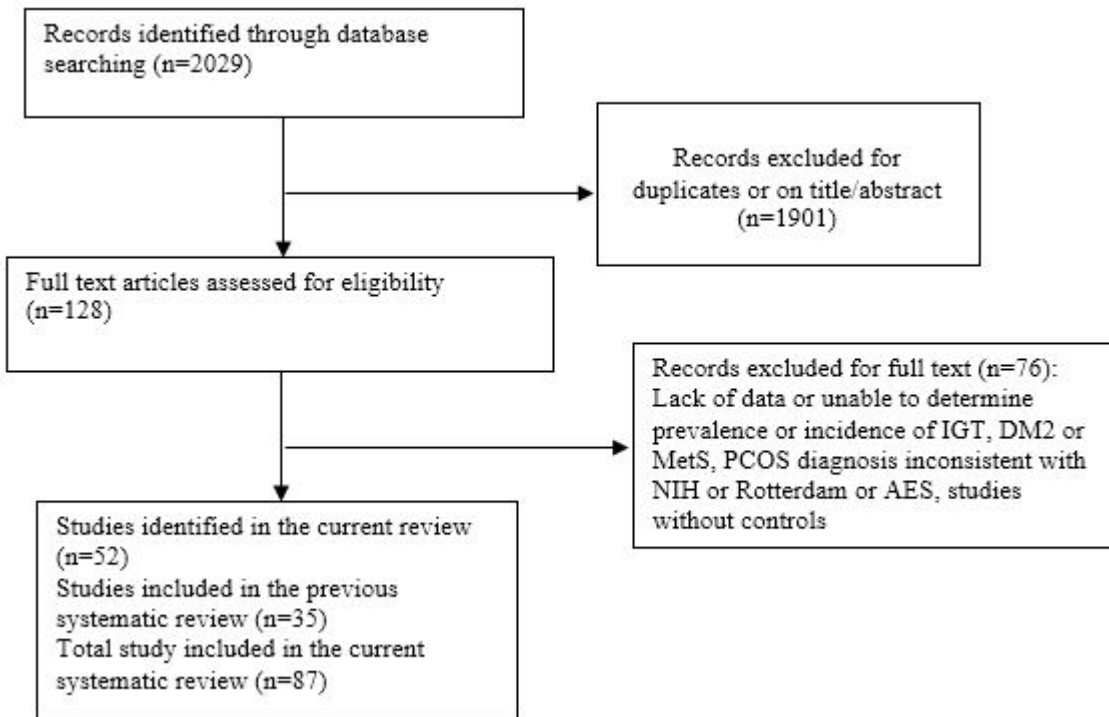 Records identified through database
searching (n=2029)
Records excluded for
duplicates or on title/abstract
(n=1901)
Full text articles assessed for eligibility
(n=128)
Records excluded for full text (n=76):
Lack of data or unable to determine
prevalence or incidence of IGT, DM2 or
MetS, PCOS diagnosis inconsistent with
NIH or Rotterdam or AES, studies
without controls
Studies identified in the current review
(n=52)
Studies included in the previous
systematic review (n=35)
Total study included in the current
systematic review (n=87)